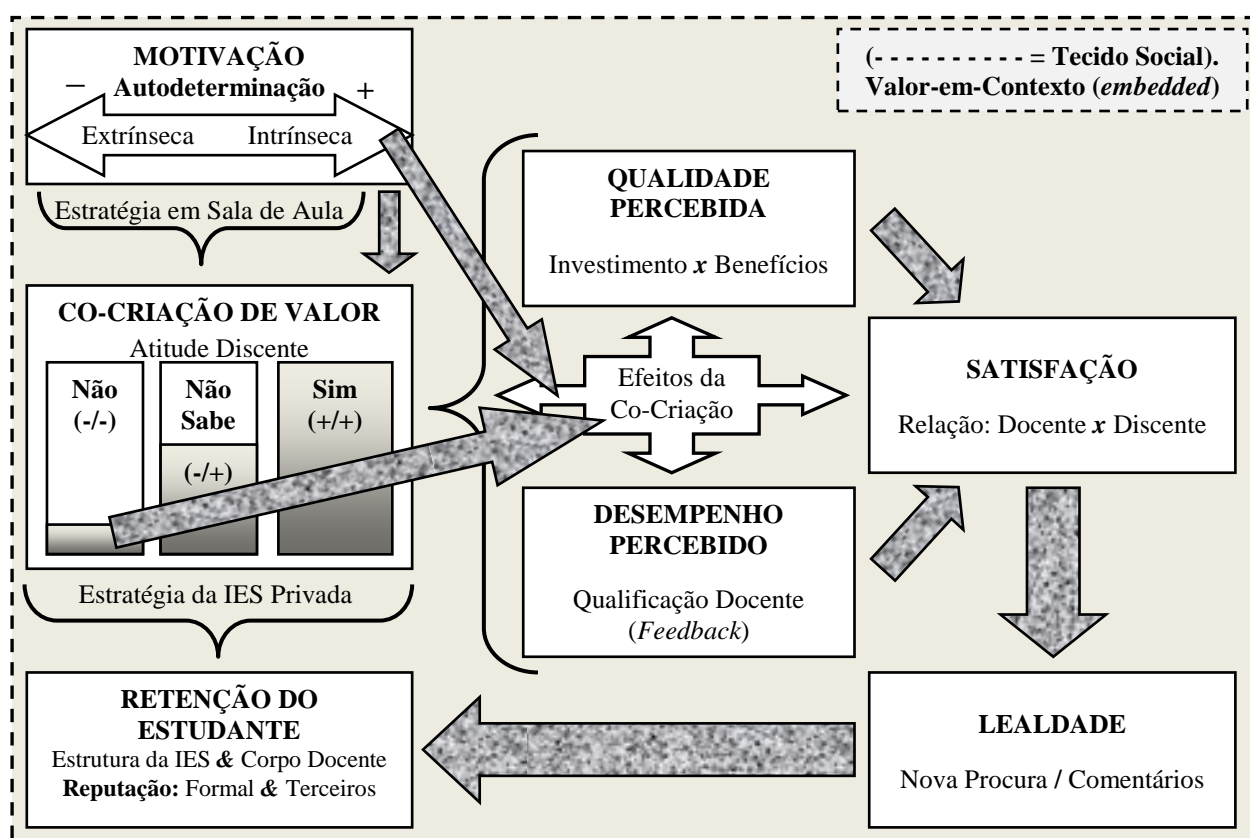 MOTIVAÇÃO
– Autodeterminação +
Extrínseca Intrínseca
Estratégia em Sala de Aula
CO-CRIAÇÃO DE VALOR
Atitude Discente
Não
(-/-)
Não
Sabe
(-/+)
Sim
(+/+)
Estratégia da IES Privada
RETENÇÃO DO
ESTUDANTE
Estrutura da IES & Corpo Docente
Reputação: Formal & Terceiros
(- - - - - - - - - - = Tecido Social).
Valor-em-Contexto (embedded)
QUALIDADE
PERCEBIDA
Investimento x Benefícios
Efeitos da
Co-Criação
DESEMPENHO
PERCEBIDO
Qualificação Docente
(Feedback)
SATISFAÇÃO
Relação: Docente x Discente
LEALDADE
Nova Procura / Comentários